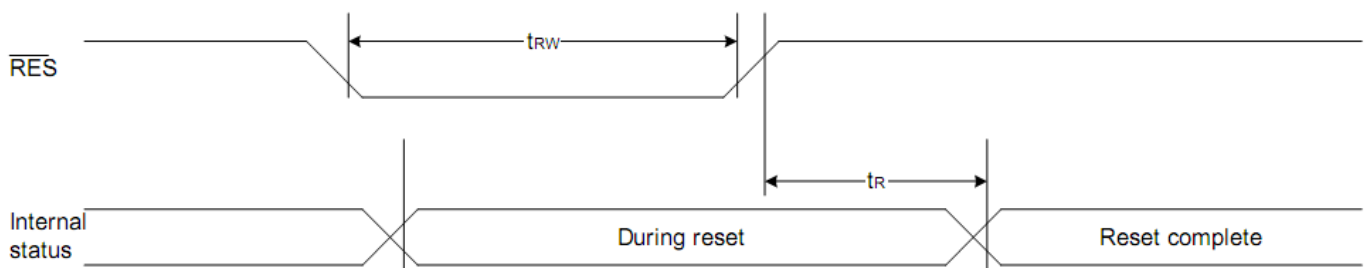 RES
tRW
tR
Internal
status
During reset
Reset complete